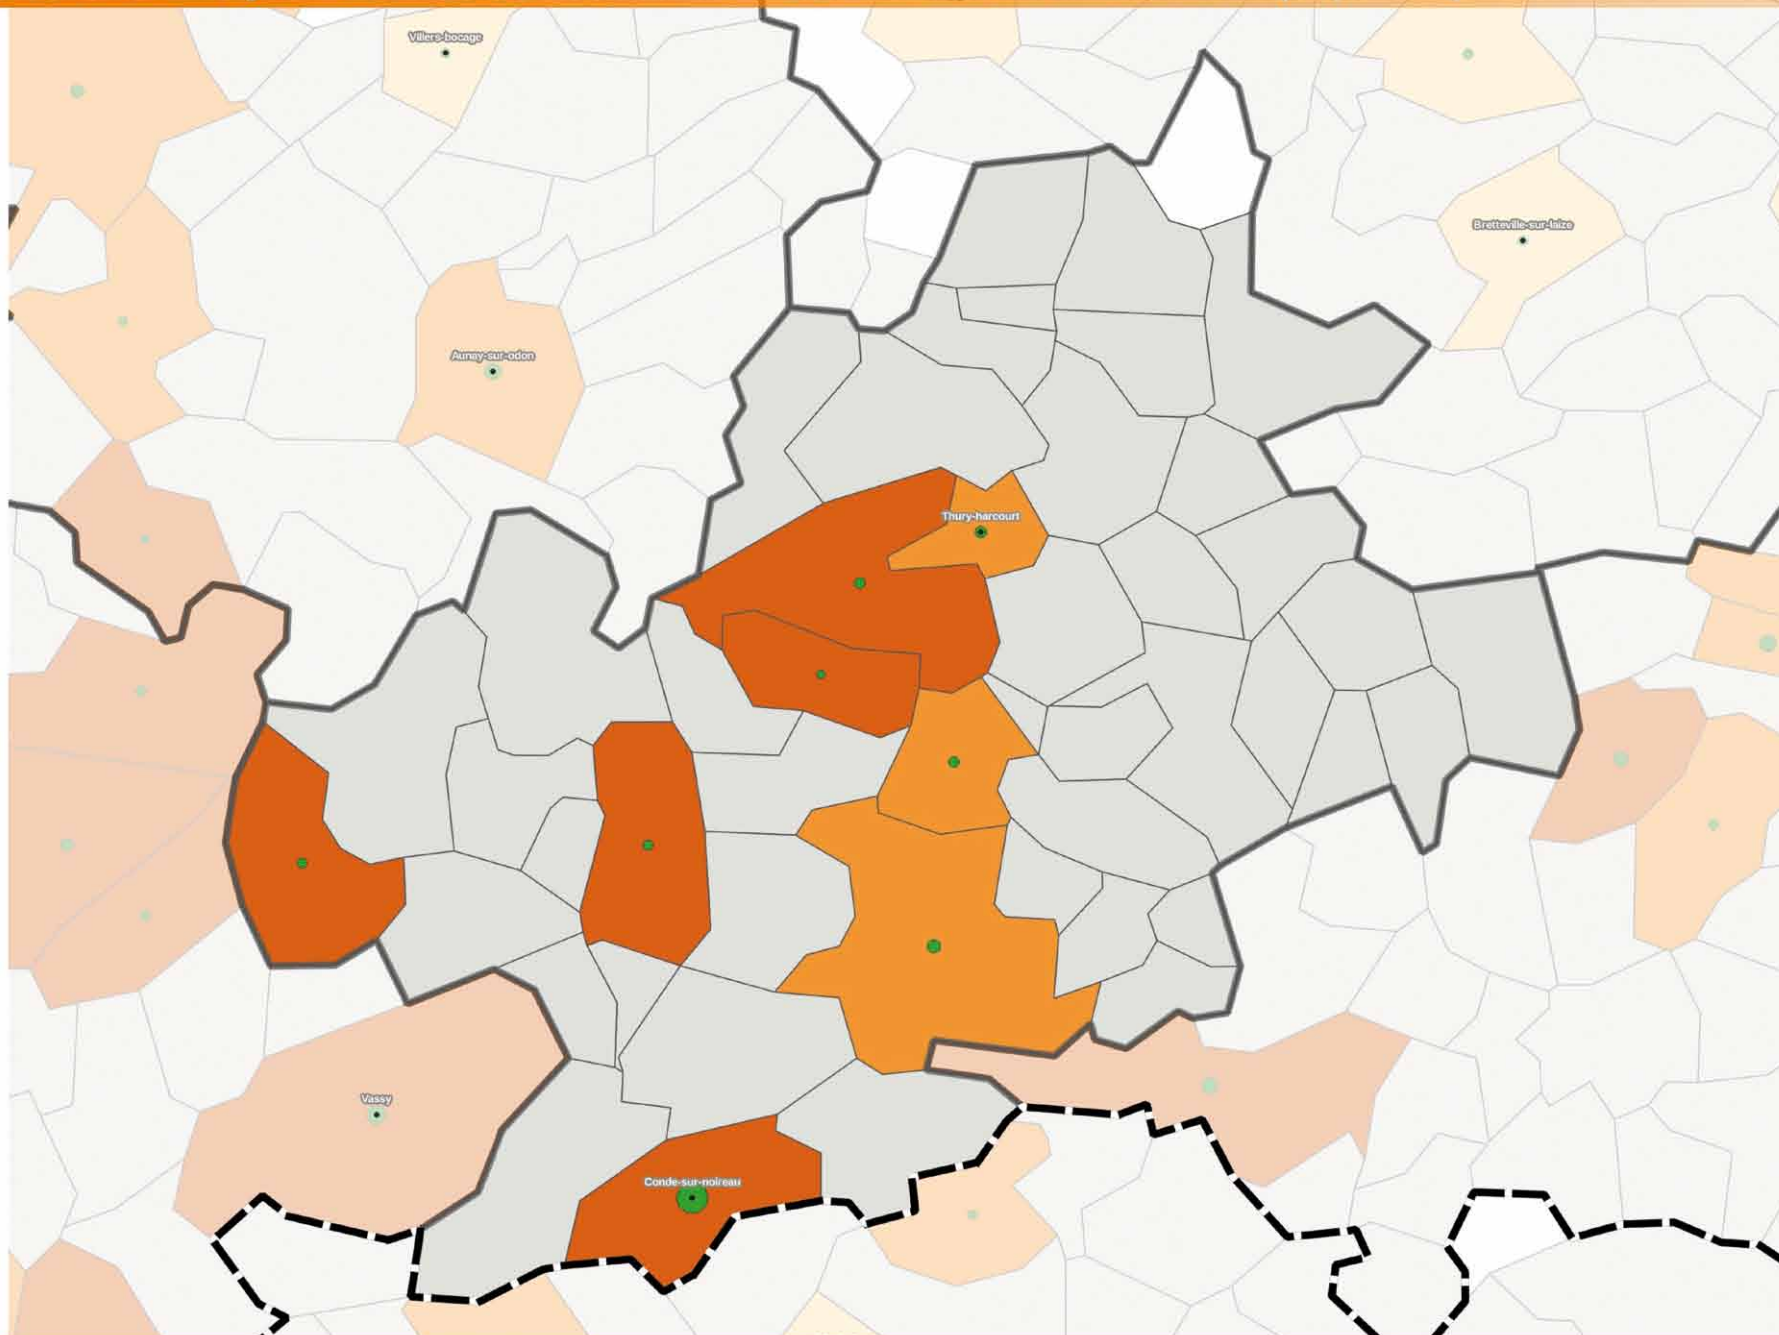 Villers-bocage
Bretteville-sur-laize
Aunay-sur-odon
Thury-harcourt
Vassy
Conde-sur-noireau